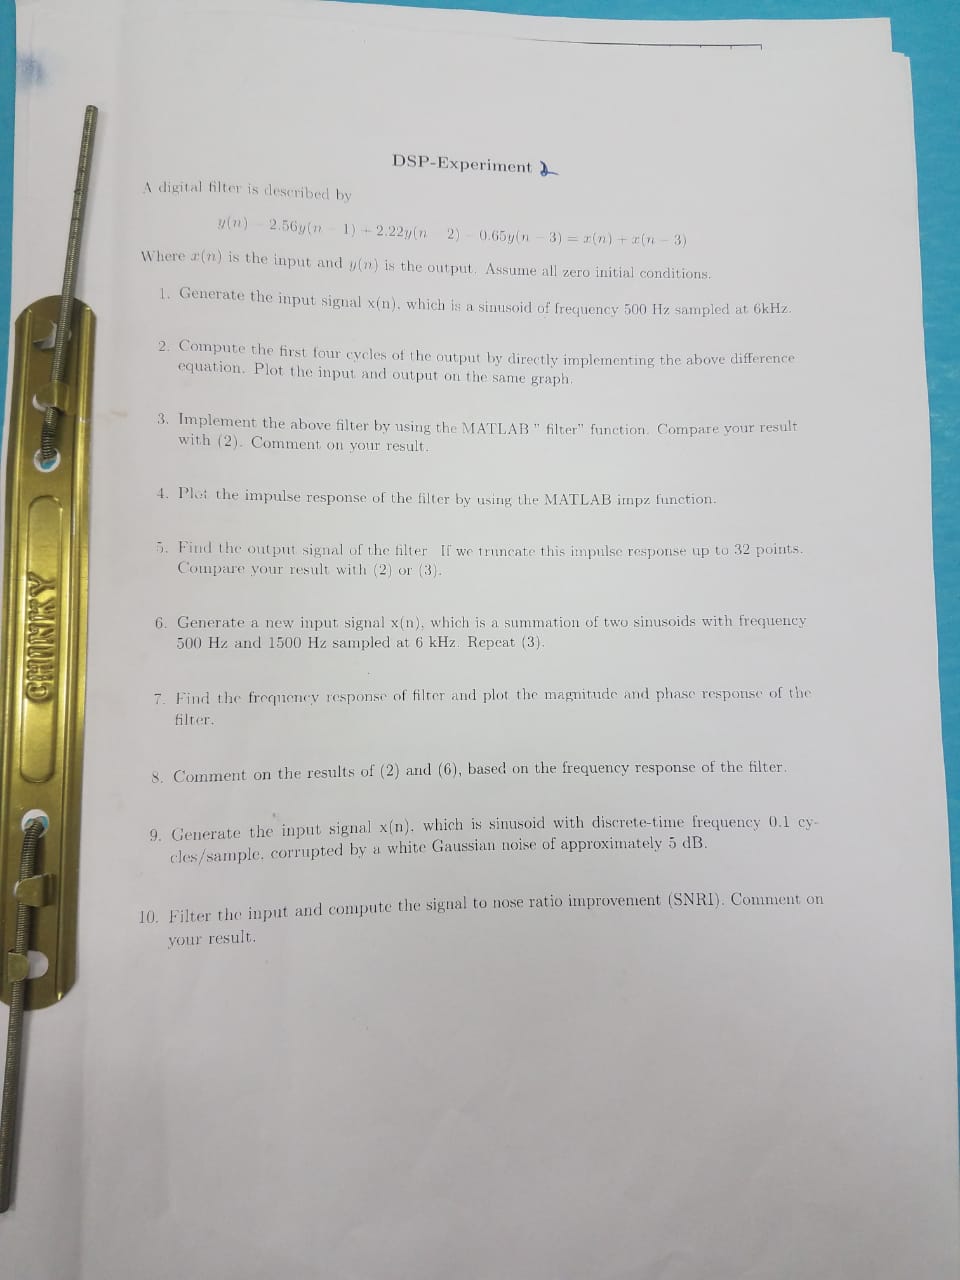 DSP-Experiment 2
A digital filter is described by
y(n) - 2.56y(n - 1) + 2.22y(n - 2) - 0.65y(n - 3) = x(n) + x(n - 3)
Where x(n) is the input and y(n) is the output. Assume all zero initial conditions.
1. Generate the input signal x(n), which is a sinusoid of frequency 500 Hz sampled at 6kHz.
2. Compute the first four cycles of the output by directly implementing the above difference
equation. Plot the input and output on the same graph.
3. Implement the above filter by using the MATLAB " filter" function. Compare your result
with (2). Comment on your result.
4. Plot the impulse response of the filter by using the MATLAB impz function.
5. Find the output signal of the filter If we truncate this impulse response up to 32 points.
Compare your result with (2) or (3).
6. Generate a new input signal x(n), which is a summation of two sinusoids with frequency
500 Hz and 1500 Hz sampled at 6 kHz. Repeat (3).
7. Find the frequency response of filter and plot the magnitude and phase response of the
filter.
8. Comment on the results of (2) and (6), based on the frequency response of the filter.
9. Generate the input signal x(n), which is sinusoid with discrete-time frequency 0.1 cy-
cles/sample, corrupted by a white Gaussian noise of approximately 5 dB.
10. Filter the input and compute the signal to nose ratio improvement (SNRI). Comment on
your result.
CHINKY